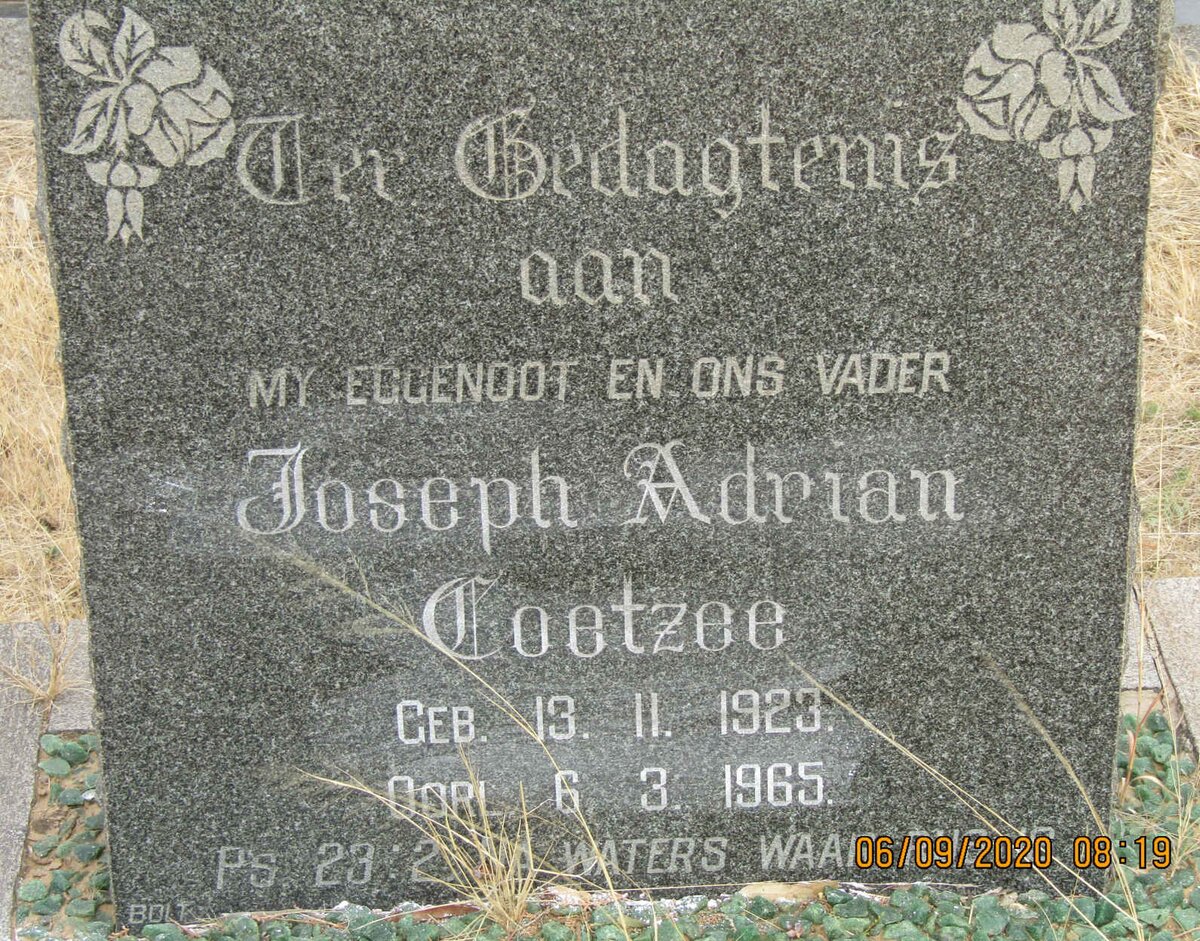 Ter Gedagtenis
aan
MY EGGENOOT EN ONS VADER
Joseph Adrian
Coetzee
GEB. 13. 11. 1923.
OORL. 6. 3. 1965.
PS. 23. 2. WATERS WAAR
06/09/2020 08:19
BOLT